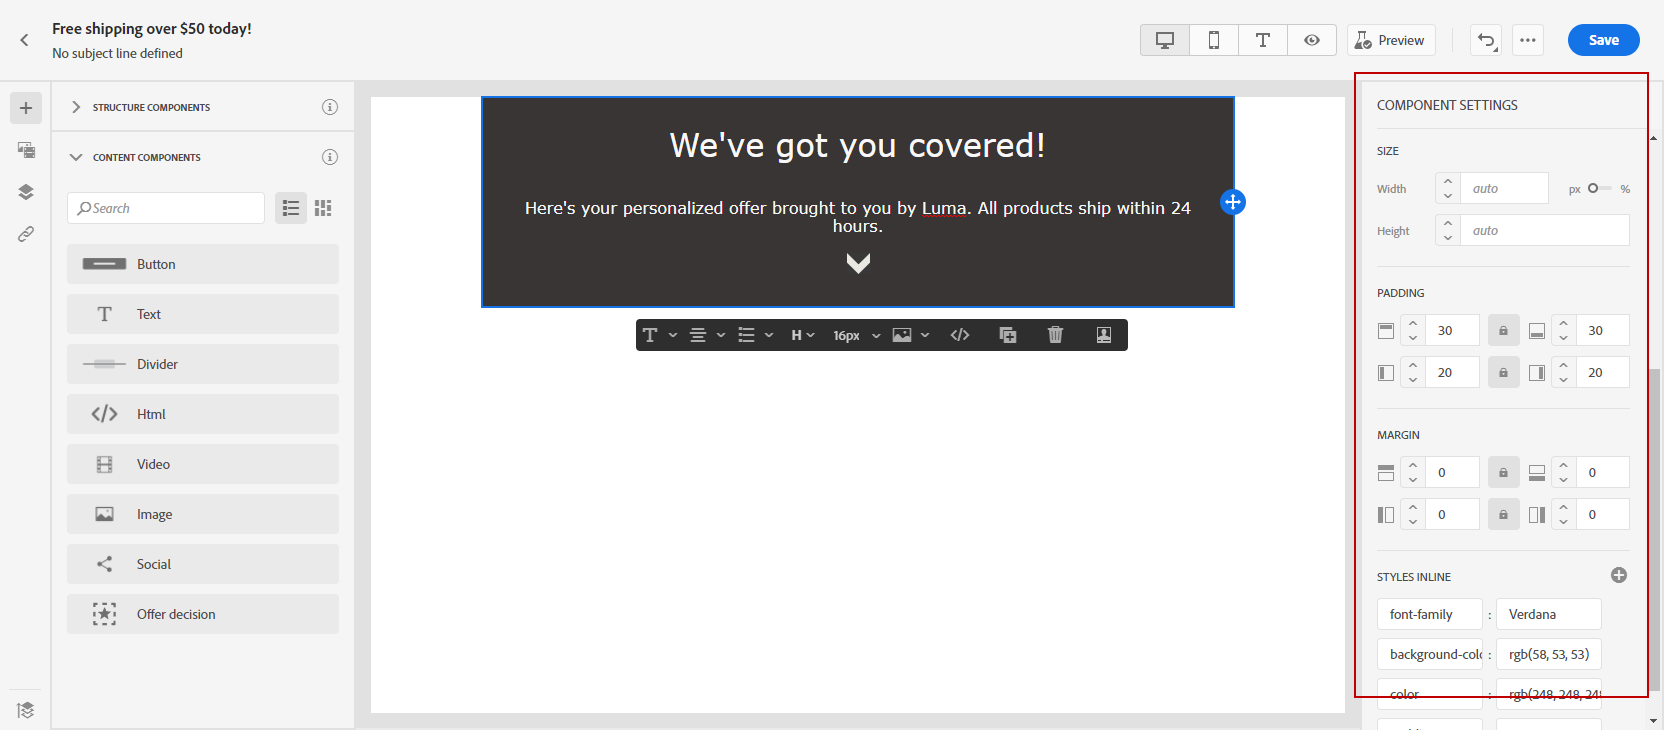 Free shipping over $50 today!
No subject line defined
Preview
Save
STRUCTURE COMPONENTS
CONTENT COMPONENTS
Search
Button
Text
Divider
Html
Video
Image
Social
Offer decision
We've got you covered!
Here's your personalized offer brought to you by Luma. All products ship within 24
hours.
H
16px
COMPONENT SETTINGS
SIZE
Width auto px %
Height auto
PADDING
30 30
20 20
MARGIN
0 0
0 0
STYLES INLINE
font-family : Verdana
background-colo : rgb(58, 53, 53)
color : rgb(248, 248, 248